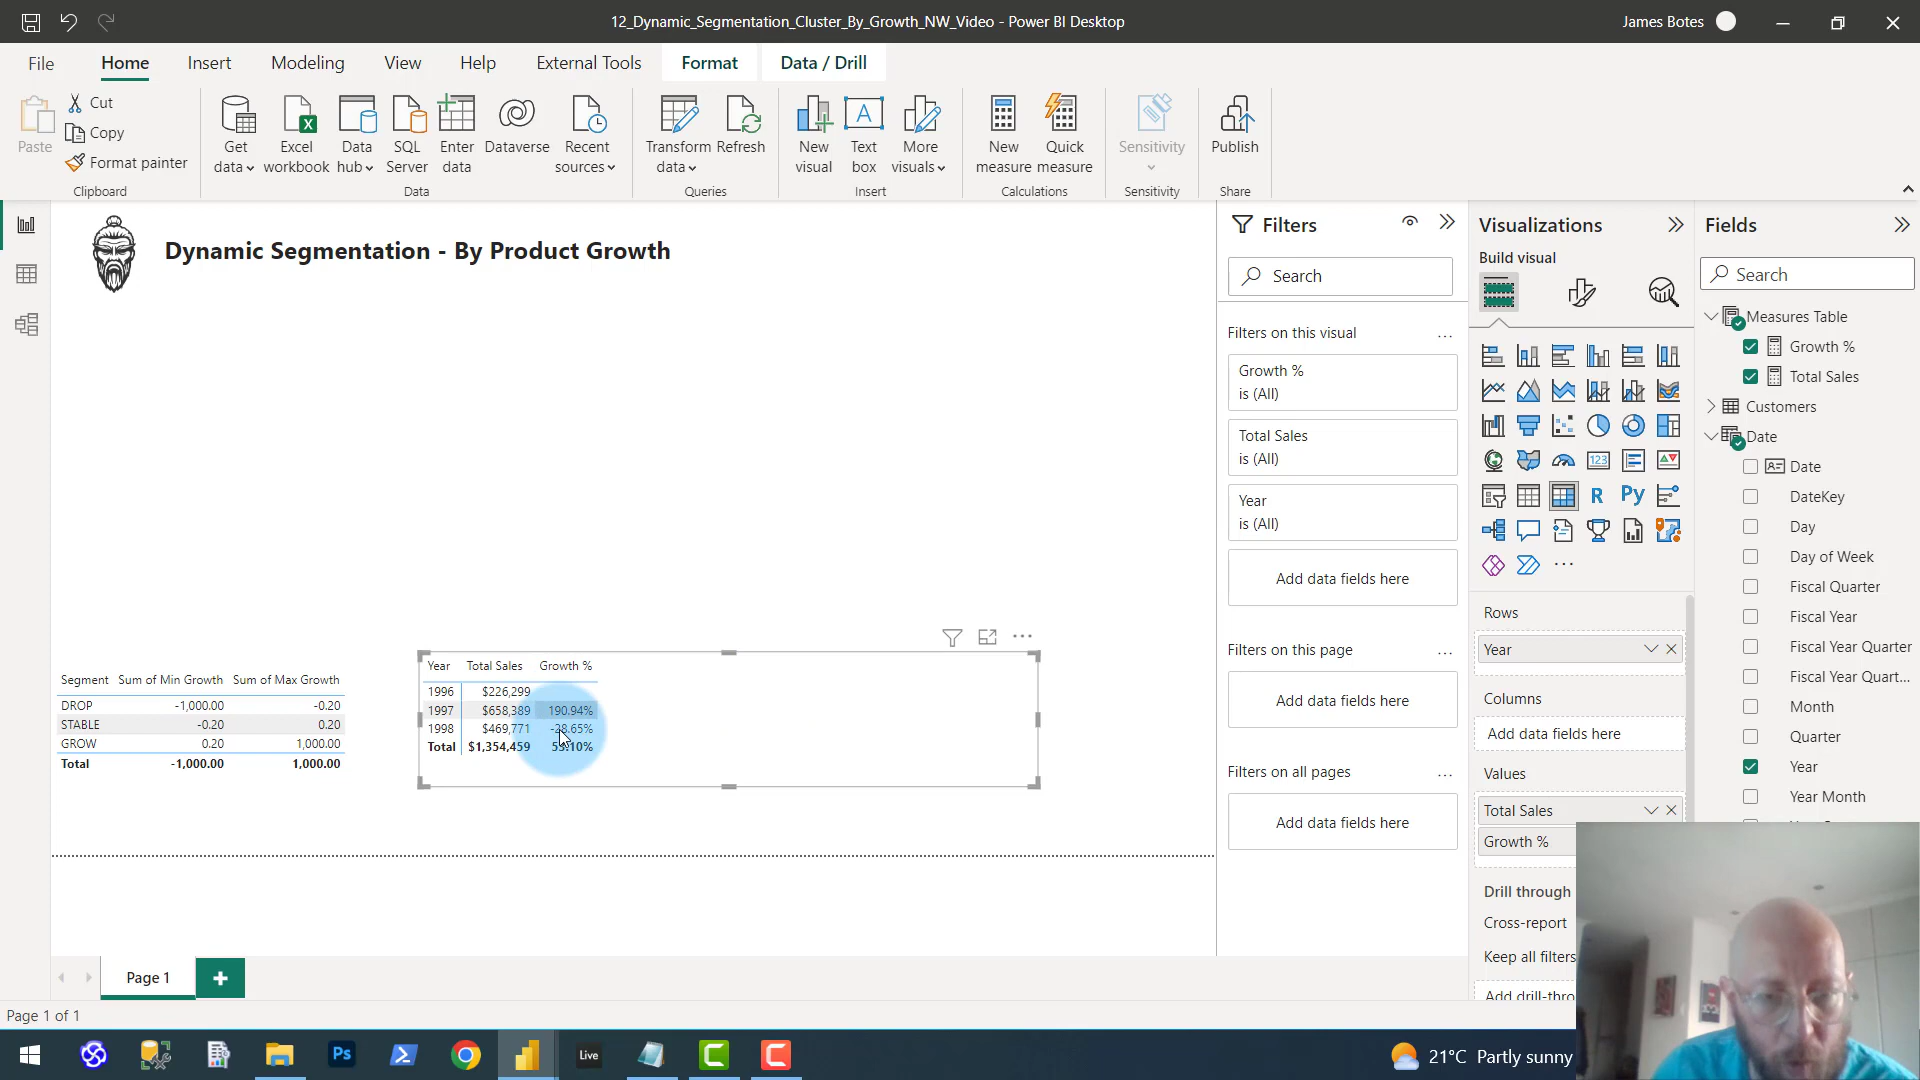 12_Dynamic_Segmentation_Cluster_By_Growth_NW_Video - Power BI Desktop
James Botes
File Home Insert Modeling View Help External Tools Format Data / Drill
Paste
Cut
Copy
Format painter
Clipboard
Get data
Excel workbook
Data hub
SQL Server
Enter data
Dataverse
Recent sources
Data
Transform data
Refresh
Queries
New visual
A
Text box
More visuals
Insert
New measure
Quick measure
Calculations
Sensitivity
Sensitivity
Publish
Share
Dynamic Segmentation - By Product Growth
Segment Sum of Min Growth Sum of Max Growth
DROP -1,000.00 -0.20
STABLE -0.20 0.20
GROW 0.20 1,000.00
Total -1,000.00 1,000.00
Year Total Sales Growth %
1996 $226,299
1997 $658,389 190.94%
1998 $469,771 -28.65%
Total $1,354,459 53.10%
Filters
Search
Filters on this visual ...
Growth %
is (All)
Total Sales
is (All)
Year
is (All)
Add data fields here
Filters on this page ...
Add data fields here
Filters on all pages ...
Add data fields here
Visualizations
Build visual
123
R
Py
...
Rows
Year
Columns
Add data fields here
Values
Total Sales
Growth %
Drill through
Cross-report
Keep all filters
Add drill-thro
Fields
Search
Measures Table
Growth %
Total Sales
Customers
Date
Date
DateKey
Day
Day of Week
Fiscal Quarter
Fiscal Year
Fiscal Year Quarter
Fiscal Year Quart...
Month
Quarter
Year
Year Month
Page 1
+
Page 1 of 1
Ps
Live
C
C
21°C Partly sunny